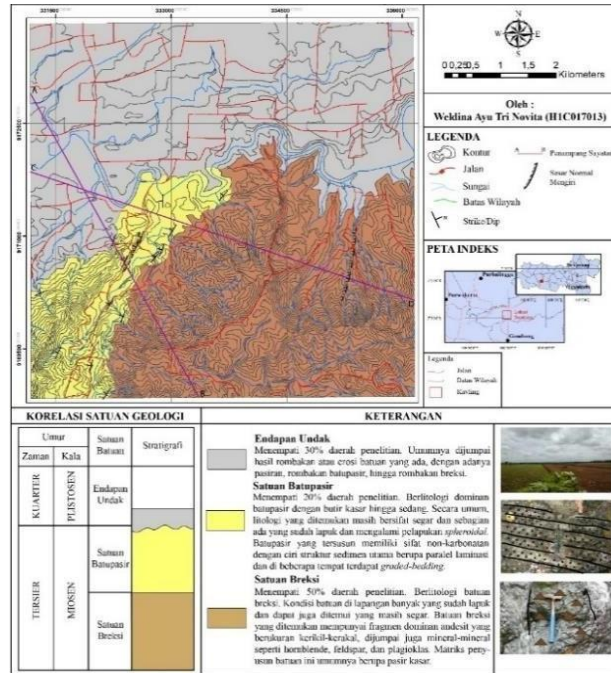 N
W E
S
0 0,25 0,5 1 1,5 2
Kilometers
Oleh :
Weldina Ayu Tri Novita (H1C017013)
LEGENDA
Kontur
Jalan
Sungai
Batas Wilayah
Strike/Dip
Penampang Sayatan
Sesar Normal
Mengiri
PETA INDEKS
Legenda
Jalan
Batas Wilayah
Kavling
KORELASI SATUAN GEOLOGI
Umur
Satuan Batuan
Stratigrafi
Zaman
Kala
KUARTER
PLISTOSEN
Endapan Undak
TERSIER
MIOSEN
Satuan Batupasir
Satuan Breksi
KETERANGAN
Endapan Undak
Menempati 30% daerah penelitian. Umumnya dijumpai
hasil rombakan atau erosi batuan yang ada, dengan adanya
pasiran, rombakan batupasir, hingga rombakan breksi.
Satuan Batupasir
Menempati 20% daerah penelitian. Berlitologi dominan
batupasir dengan butir kasar hingga sedang. Secara umum,
litologi yang ditemukan masih bersifat segar dan sebagian
ada yang sudah lapuk dan mengalami pelapukan spheroidal.
Batupasir yang tersusun memiliki sifat non-karbonatan
dengan ciri struktur sedimen utama berupa paralel laminasi
dan di beberapa tempat terdapat graded-bedding.
Satuan Breksi
Menempati 50% daerah penelitian. Berlitologi batuan
breksi. Kondisi batuan di lapangan banyak yang sudah lapuk
dan dapat juga ditemui yang masih segar. Batuan breksi
yang ditemukan mempunyai fragmen dominan andesit yang
berukuran kerikil-kerakal, dijumpai juga mineral-mineral
seperti hornblende, feldspar, dan plagioklas. Matriks peny-
usun batuan ini umumnya berupa pasir kasar.